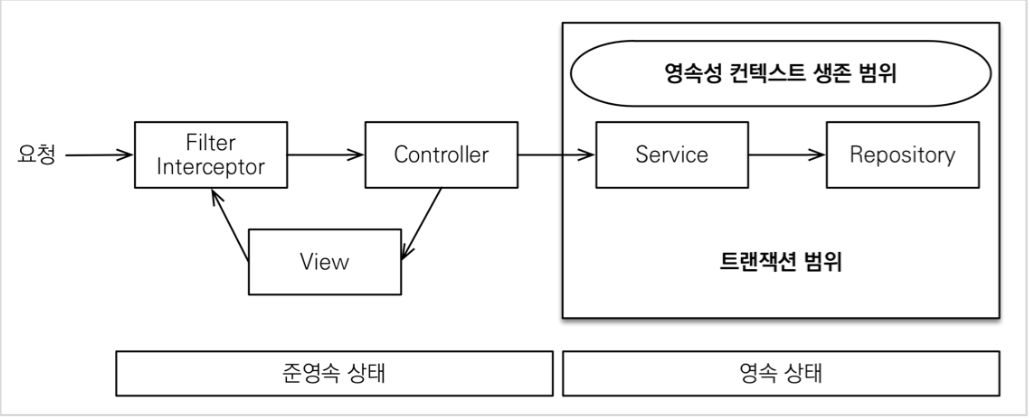 영속성 컨텍스트 생존 범위
요청
Filter
Interceptor
Controller
Service
Repository
View
트랜잭션 범위
준영속 상태
영속 상태